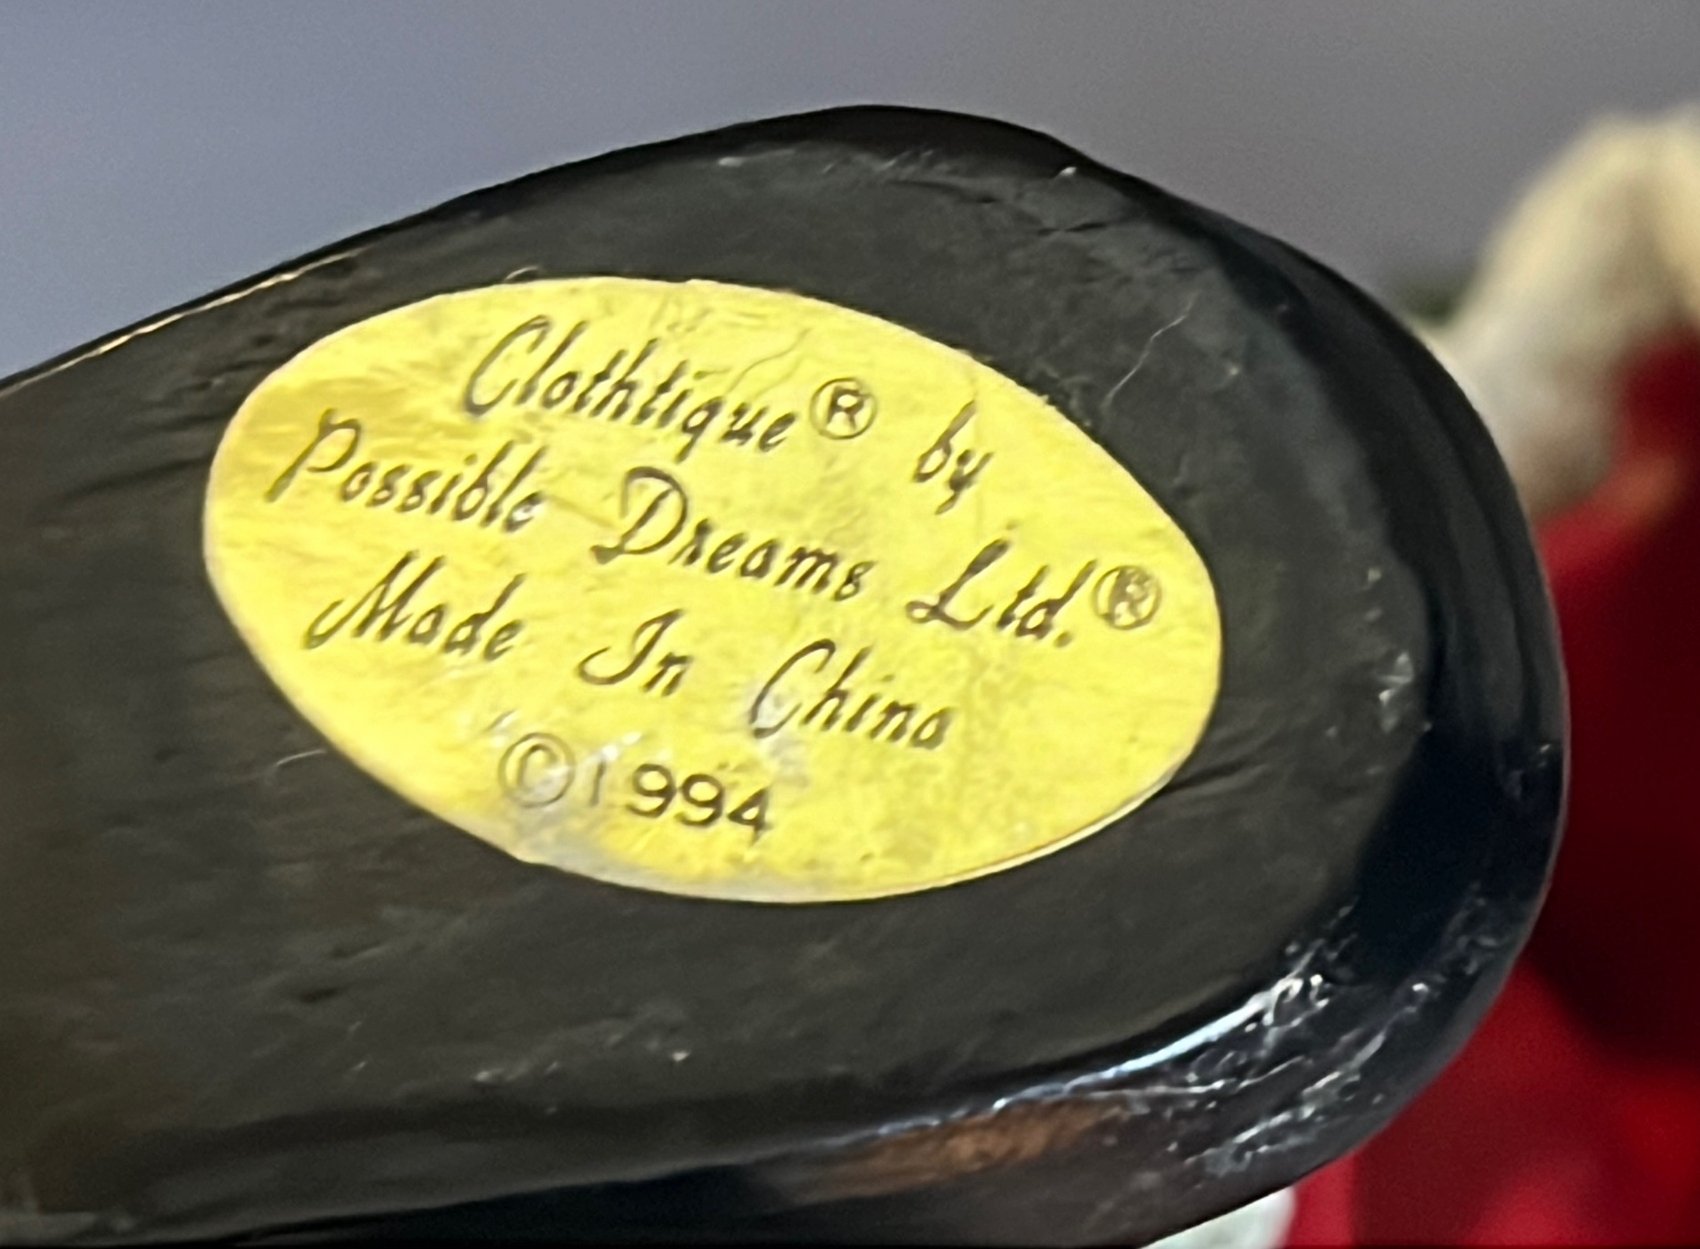 Clothtique® by
Possible Dreams Ltd.®
Made In China
©1994